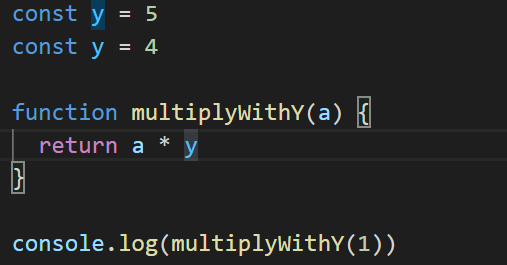 const y = 5
const y = 4

function multiplyWithY(a) {
  return a * y
}

console.log(multiplyWithY(1))